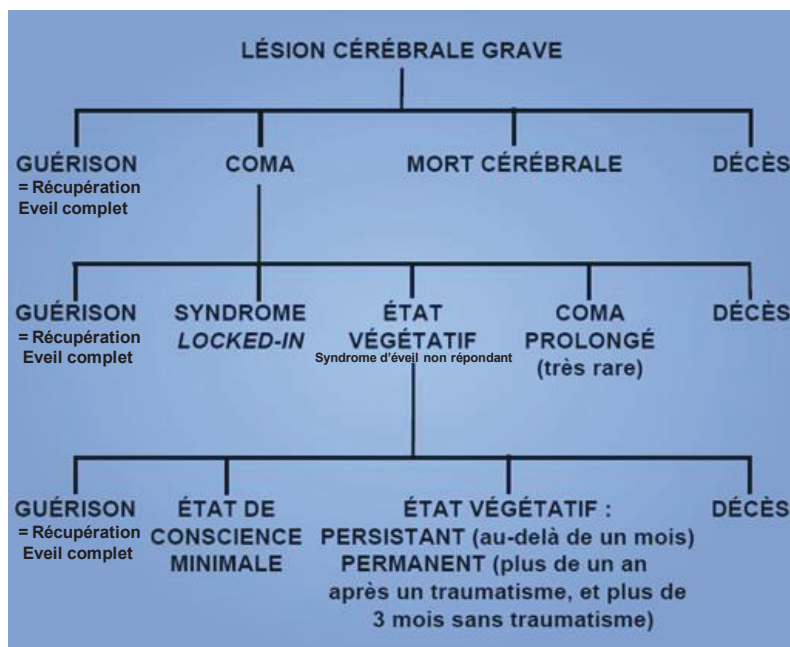 LÉSION CÉRÉBRALE GRAVE
GUÉRISON
= Récupération
Eveil complet
COMA
MORT CÉRÉBRALE
DÉCÈS
GUÉRISON
= Récupération
Eveil complet
SYNDROME
LOCKED-IN
ÉTAT
VÉGÉTATIF
Syndrome d'éveil non répondant
COMA
PROLONGÉ
(très rare)
DÉCÈS
GUÉRISON
= Récupération
Eveil complet
ÉTAT DE
CONSCIENCE
MINIMALE
ÉTAT VÉGÉTATIF :
PERSISTANT (au-delà de un mois)
PERMANENT (plus de un an
après un traumatisme, et plus de
3 mois sans traumatisme)
DÉCÈS